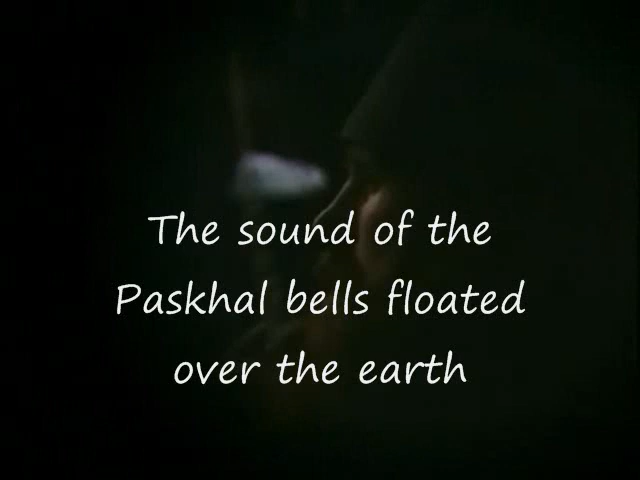 The sound of the
Paskhal bells floated
over the earth